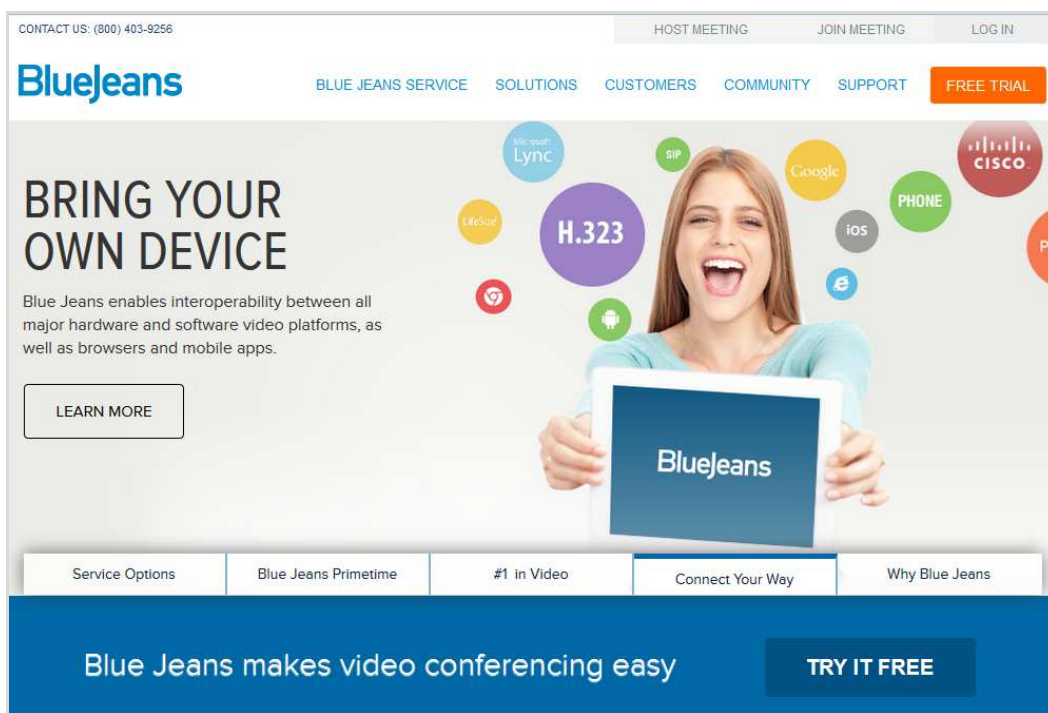 CONTACT US: (800) 403-9256
HOST MEETING
JOIN MEETING
LOG IN
BlueJeans
BLUE JEANS SERVICE
SOLUTIONS
CUSTOMERS
COMMUNITY
SUPPORT
FREE TRIAL
BRING YOUR
OWN DEVICE
Blue Jeans enables interoperability between all
major hardware and software video platforms, as
well as browsers and mobile apps.
LEARN MORE
Microsoft
Lync
SIP
Google
CISCO
LifeSize
H.323
iOS
PHONE
P
BlueJeans
Service Options
Blue Jeans Primetime
#1 in Video
Connect Your Way
Why Blue Jeans
Blue Jeans makes video conferencing easy
TRY IT FREE